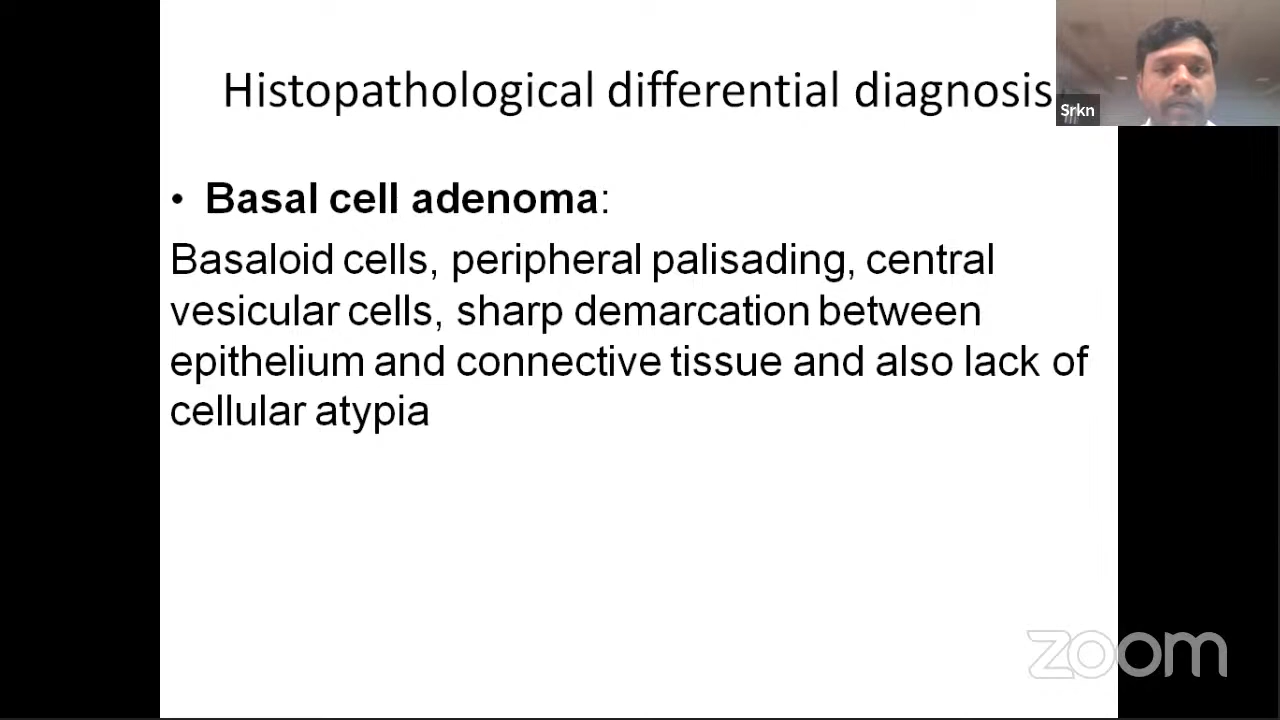 Histopathological differential diagnosis
Srkn
• Basal cell adenoma:
Basaloid cells, peripheral palisading, central
vesicular cells, sharp demarcation between
epithelium and connective tissue and also lack of
cellular atypia
zoom